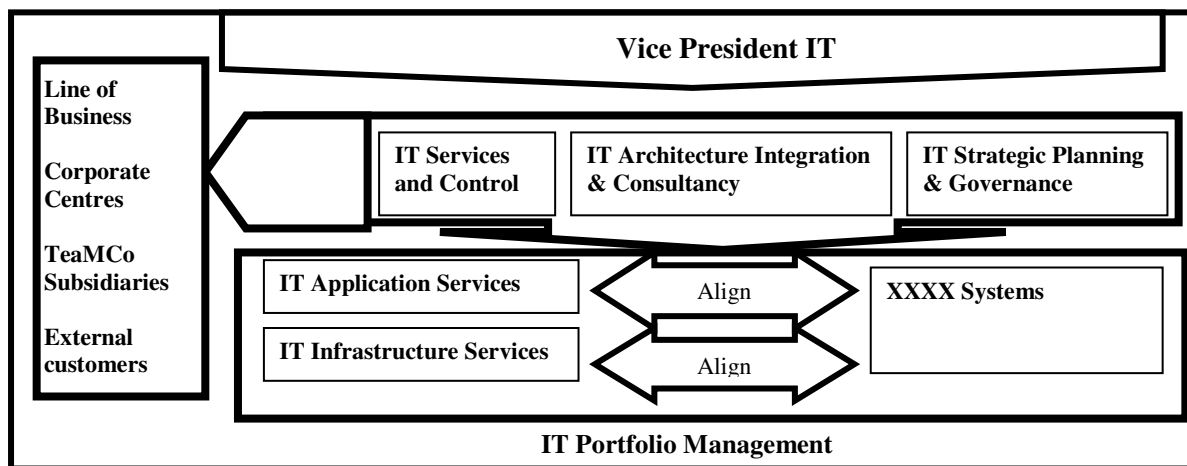 Vice President IT
Line of
Business
Corporate
Centres
TeaMCo
Subsidiaries
External
customers
IT Services
and Control
IT Architecture Integration
& Consultancy
IT Strategic Planning
& Governance
IT Application Services
Align
XXXX Systems
IT Infrastructure Services
Align
IT Portfolio Management